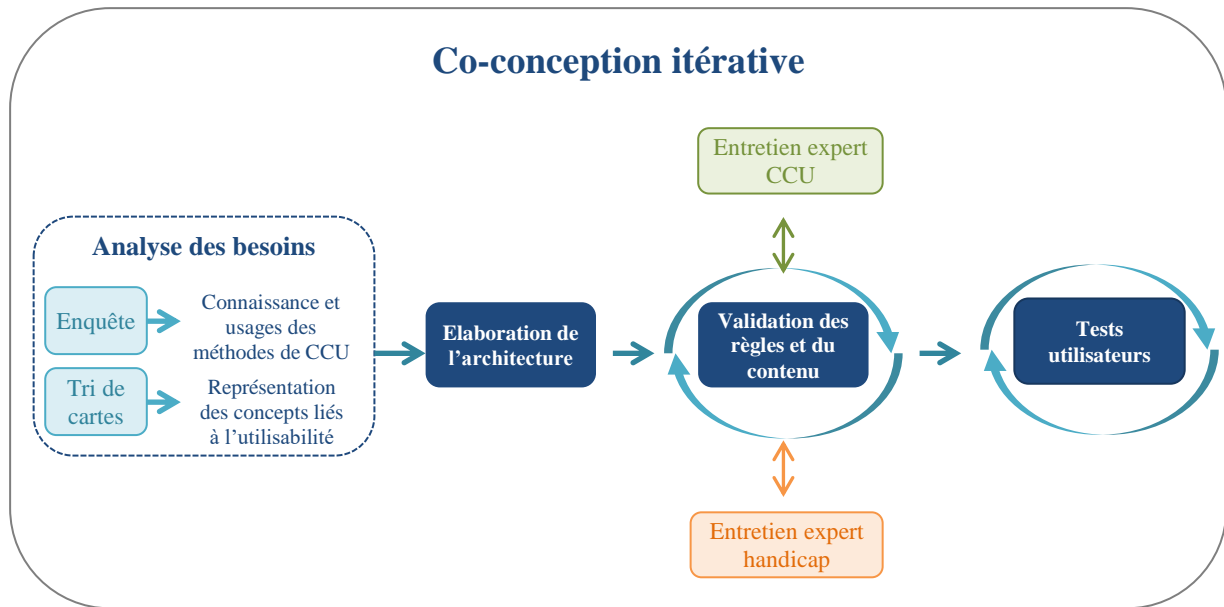 Co-conception itérative
Entretien expert
CCU
Analyse des besoins
Enquête
Connaissance et
usages des
méthodes de CCU
Tri de
cartes
Représentation
des concepts liés
à l’utilisabilité
Elaboration de
l’architecture
Validation des
règles et du
contenu
Tests
utilisateurs
Entretien expert
handicap